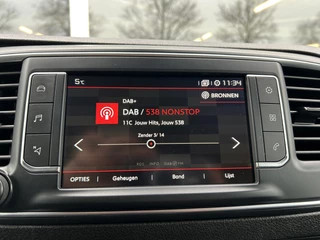 5°C 11:34
BRONNEN
DAB+
DAB / 538 NONSTOP
11C Jouw Hits, Jouw 538
Zender 3/ 14
OPTIES Geheugen Band Lijst